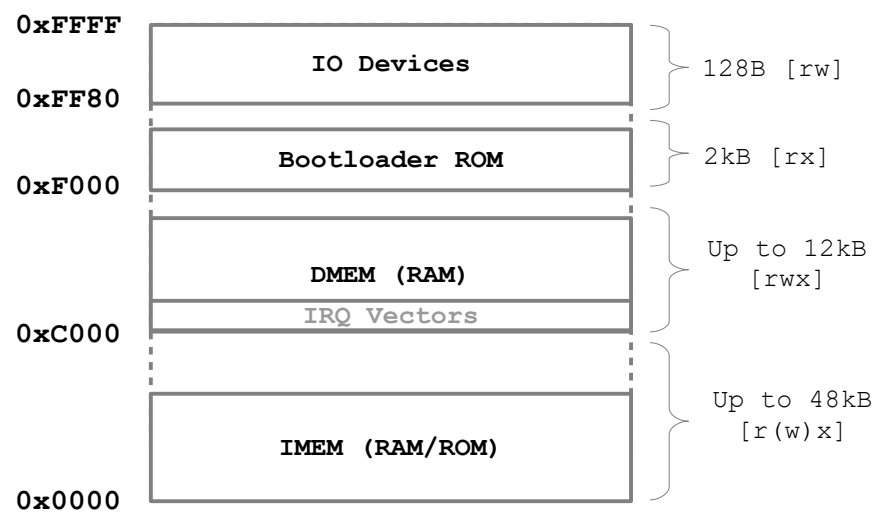 0xFFFF
IO Devices
128B [rw]
0xFF80
Bootloader ROM
2kB [rx]
0xF000
Up to 12kB
[rwx]
DMEM (RAM)
IRQ Vectors
0xC000
Up to 48kB
[r(w)x]
IMEM (RAM/ROM)
0x0000